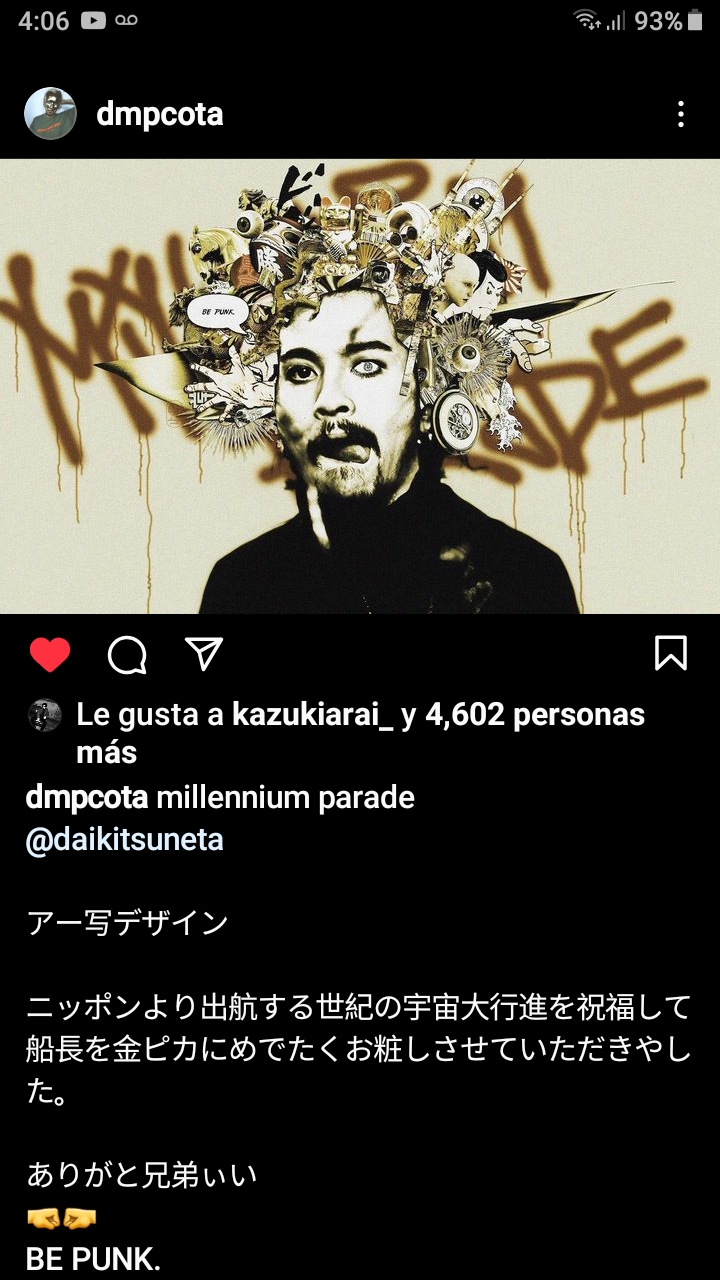 4:06
93%
dmpcota
BE PUNK.
勝
Le gusta a kazukiarai_ y 4,602 personas
más
dmpcota millennium parade
@daikitsuneta
アー写デザイン
ニッポンより出航する世紀の宇宙大行進を祝福して
船長を金ピカにめでたくお粧しさせていただきやし
た。
ありがと兄弟ぃい
🤛🤜
BE PUNK.